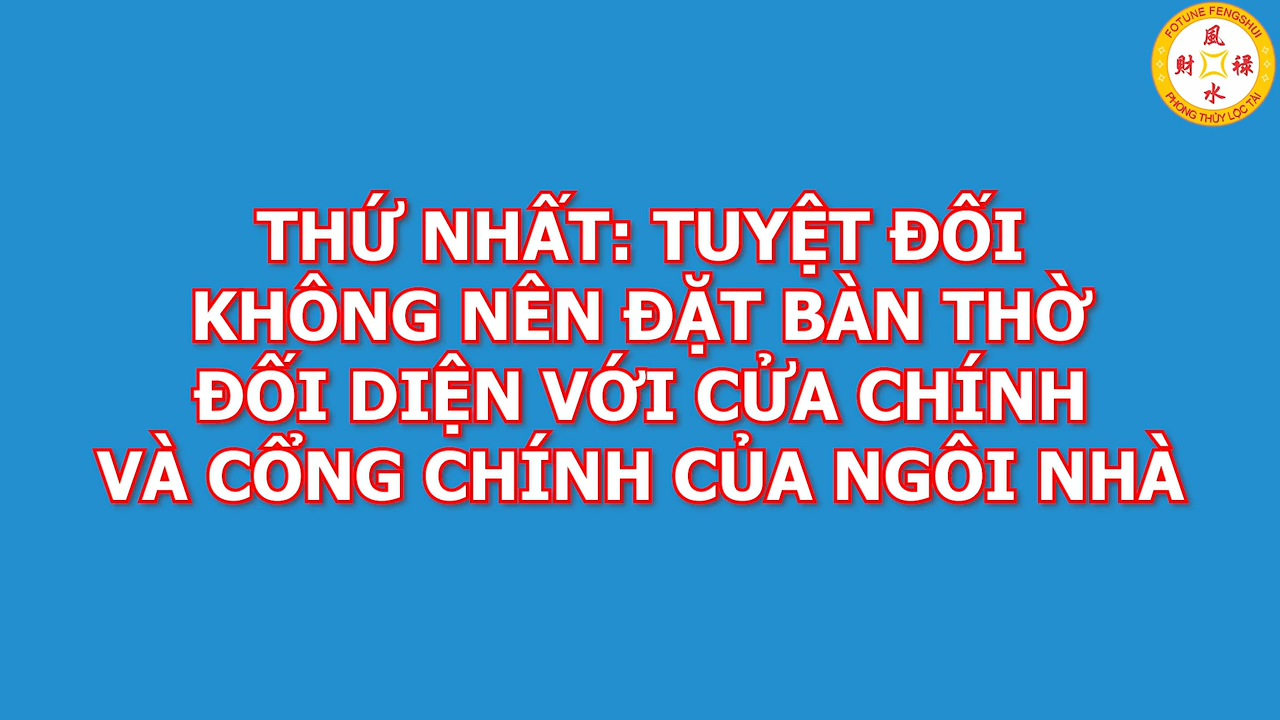 FOTUNE FENGSHUI
風
財 禄
水
PHONG THỦY LỘC TÀI
THỨ NHẤT: TUYỆT ĐỐI
KHÔNG NÊN ĐẶT BÀN THỜ
ĐỐI DIỆN VỚI CỬA CHÍNH
VÀ CỔNG CHÍNH CỦA NGÔI NHÀ